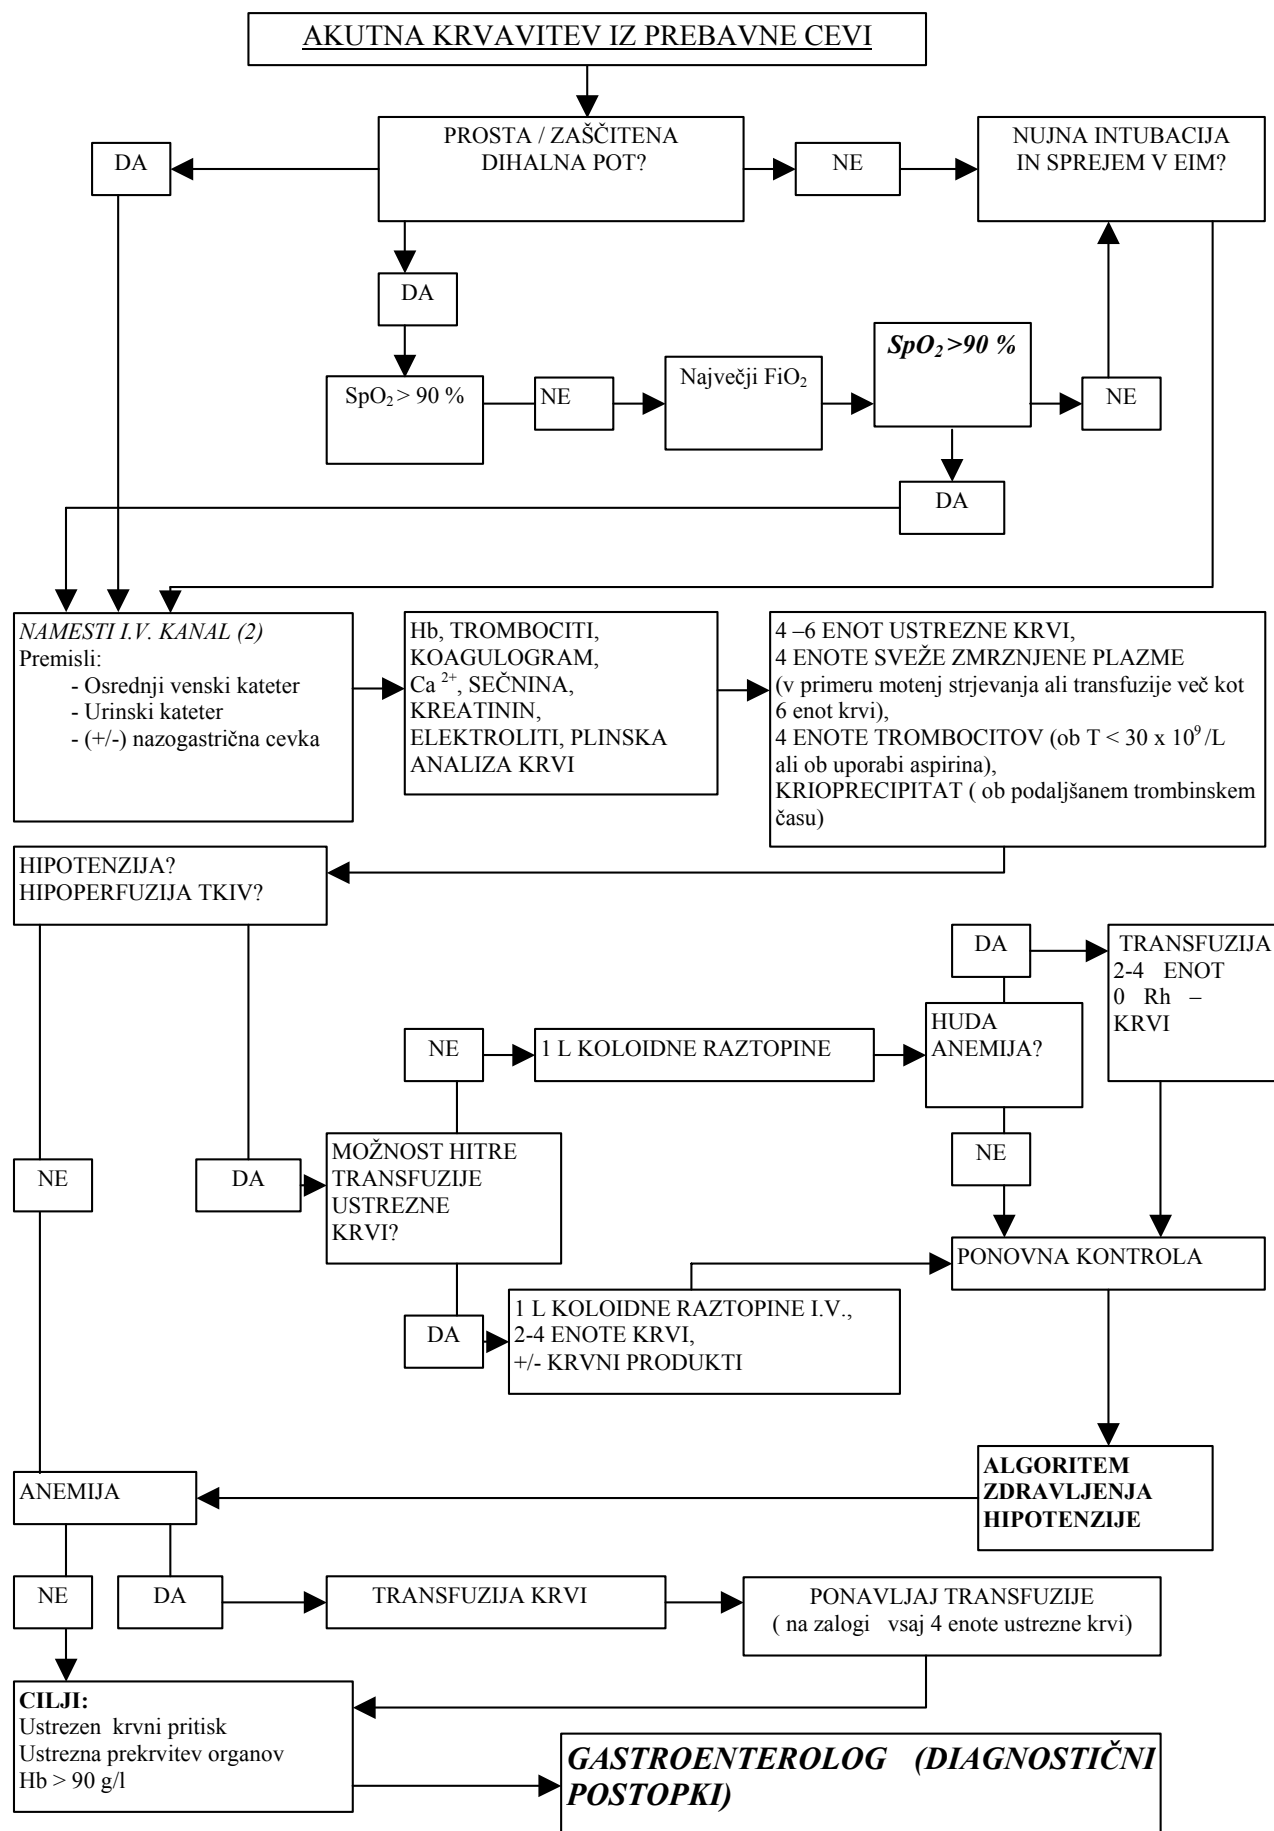 AKUTNA KRVAVITEV IZ PREBAVNE CEVI
PROSTA / ZAŠČITENA
DIHALNA POT?
NUJNA INTUBACIJA
IN SPREJEM V EIM?
DA
NE
DA
SpO₂ > 90 %
NE
Največji FiO₂
SpO₂ >90 %
NE
DA
NAMESTI I.V. KANAL (2)
Premisli:
- Osrednji venski kateter
- Urinski kateter
- (+/-) nazogastrična cevka
Hb, TROMBOCITI,
KOAGULOGRAM,
Ca ²⁺, SEČNINA,
KREATININ,
ELEKTROLITI, PLINSKA
ANALIZA KRVI
4 –6 ENOT USTREZNE KRVI,
4 ENOTE SVEŽE ZMRZNJENE PLAZME
(v primeru motenj strjevanja ali transfuzije več kot
6 enot krvi),
4 ENOTE TROMBOCITOV (ob T < 30 x 10⁹ /L
ali ob uporabi aspirina),
KRIOPRECIPITAT ( ob podaljšanem trombinskem
času)
HIPOTENZIJA?
HIPOPERFUZIJA TKIV?
DA
TRANSFUZIJA
2-4 ENOT
0 Rh –
KRVI
NE
1 L KOLOIDNE RAZTOPINE
HUDA
ANEMIJA?
NE
DA
MOŽNOST HITRE
TRANSFUZIJE
USTREZNE
KRVI?
NE
PONOVNA KONTROLA
DA
1 L KOLOIDNE RAZTOPINE I.V.,
2-4 ENOTE KRVI,
+/- KRVNI PRODUKTI
ALGORITEM
ZDRAVLJENJA
HIPOTENZIJE
ANEMIJA
NE
DA
TRANSFUZIJA KRVI
PONAVLJAJ TRANSFUZIJE
( na zalogi vsaj 4 enote ustrezne krvi)
CILJI:
Ustrezen krvni pritisk
Ustrezna prekrvitev organov
Hb > 90 g/l
GASTROENTEROLOG (DIAGNOSTIČNI
POSTOPKI)